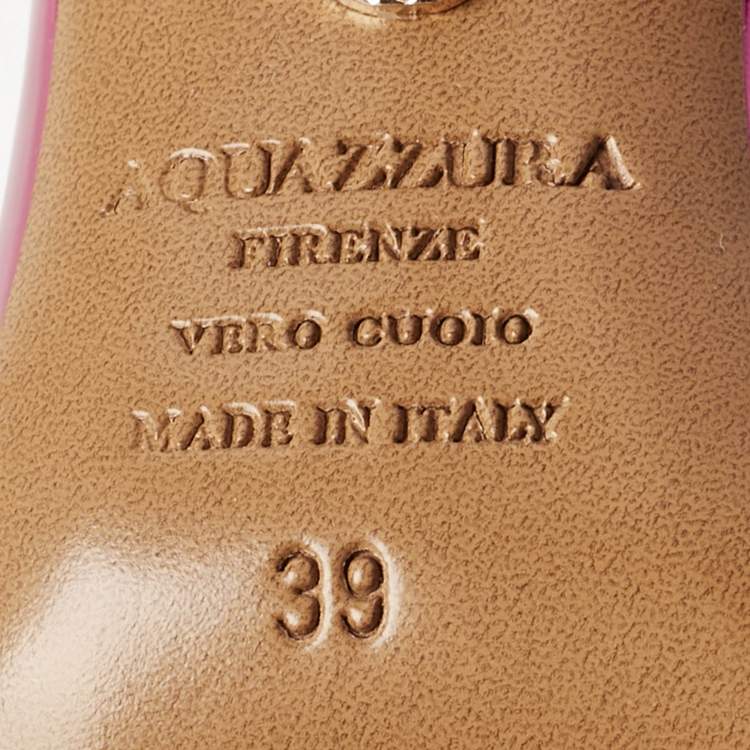 AQUAZZURA
FIRENZE
VERO CUOIO
MADE IN ITALY
39